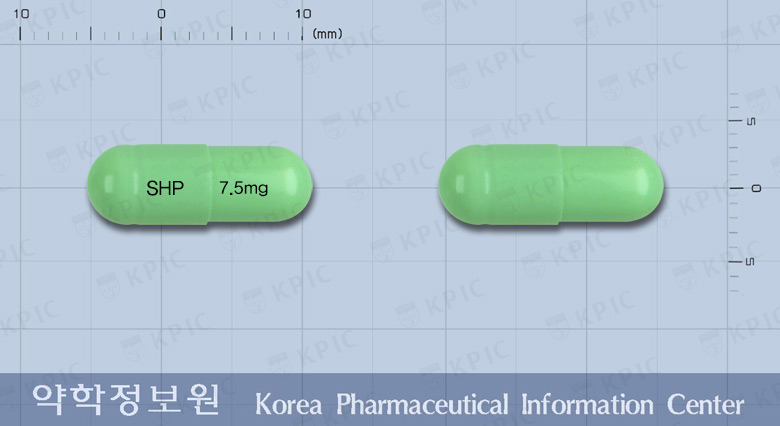 10 0 10
(mm)
SHP 7.5mg
5
0
5
KPIC
약학정보원 Korea Pharmaceutical Information Center